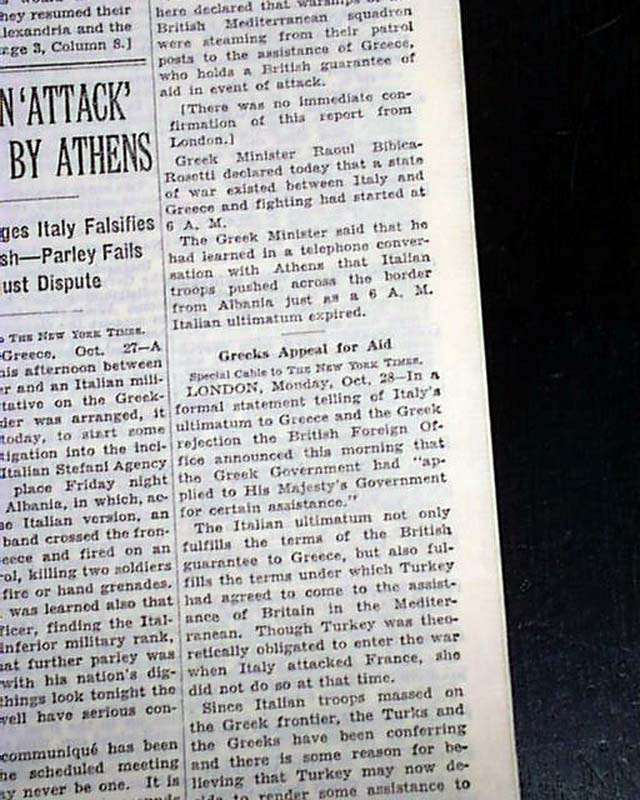 hey resumed their
lexandria and the
ge 3, Column 8.]
N 'ATTACK'
BY ATHENS
ges Italy Falsifies
sh—Parley Fails
ust Dispute
o THE NEW YORK TIMES.
Greece, Oct. 27—A
his afternoon between
er and an Italian mili-
tative on the Greek-
der was arranged, it
today, to start some
tigation into the inci-
Italian Stefani Agency
place Friday night
Albania, in which, ac-
e Italian version, an
band crossed the fron-
eece and fired on an
ol, killing two soldiers
fire or hand grenades.
was learned also that
ficer, finding the Ital-
inferior military rank,
at further parley was
with his nation's dig-
things look tonight the
well have serious con-
communiqué has been
he scheduled meeting
ay never be one. It is
here declared that warships of
British Mediterranean squadron
were steaming from their patrol
posts to the assistance of Greece,
who holds a British guarantee of
aid in event of attack.
[There was no immediate con-
firmation of this report from
London.]
Greek Minister Raoul Bibica-
Rosetti declared today that a state
of war existed between Italy and
Greece and fighting had started at
6 A. M.
The Greek Minister said that he
had learned in a telephone conver-
sation with Athens that Italian
troops pushed across the border
from Albania just as a 6 A. M.
Italian ultimatum expired.
Greeks Appeal for Aid
Special Cable to THE NEW YORK TIMES.
LONDON, Monday, Oct. 28—In a
formal statement telling of Italy's
ultimatum to Greece and the Greek
rejection the British Foreign Of-
fice announced this morning that
the Greek Government had "ap-
plied to His Majesty's Government
for certain assistance."
The Italian ultimatum not only
fulfills the terms of the British
guarantee to Greece, but also ful-
fills the terms under which Turkey
had agreed to come to the assist-
ance of Britain in the Mediter-
ranean. Though Turkey was theo-
retically obligated to enter the war
when Italy attacked France, she
did not do so at that time.
Since Italian troops massed on
the Greek frontier, the Turks and
the Greeks have been conferring
and there is some reason for be-
lieving that Turkey may now de-
to render some assistance to